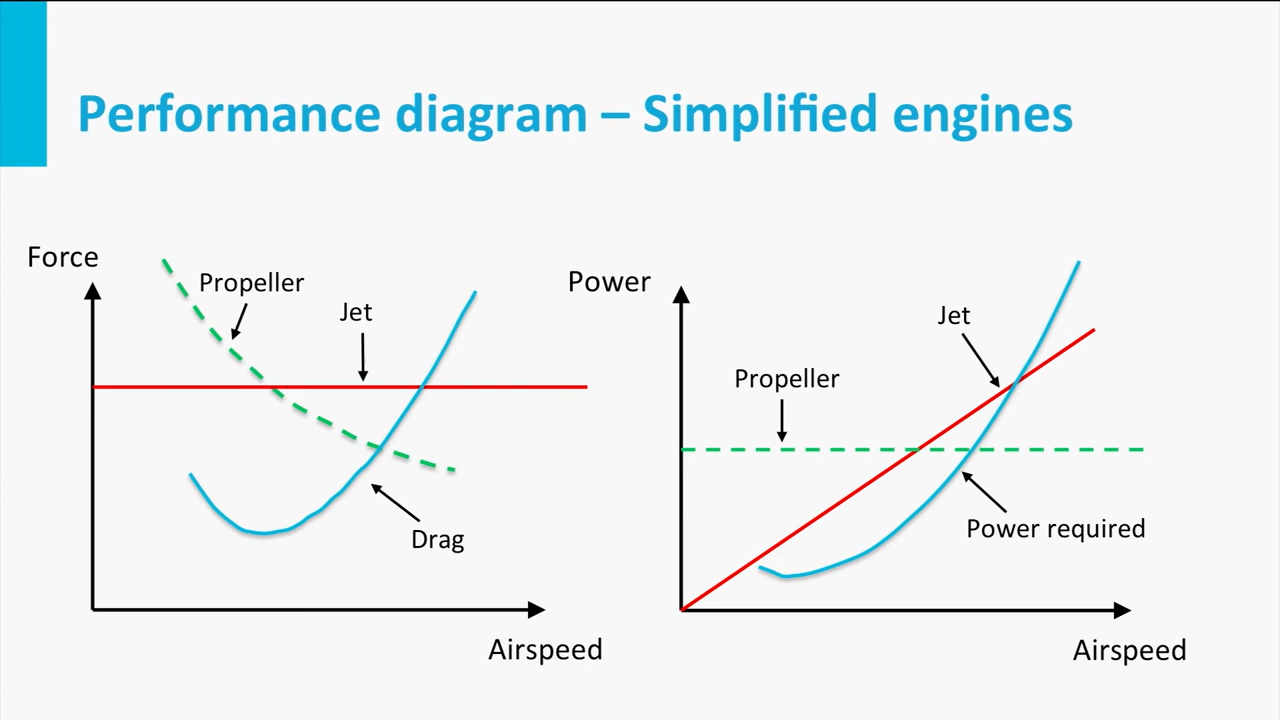 Performance diagram – Simplified engines
Force
Propeller
Jet
Drag
Airspeed
Power
Jet
Propeller
Power required
Airspeed